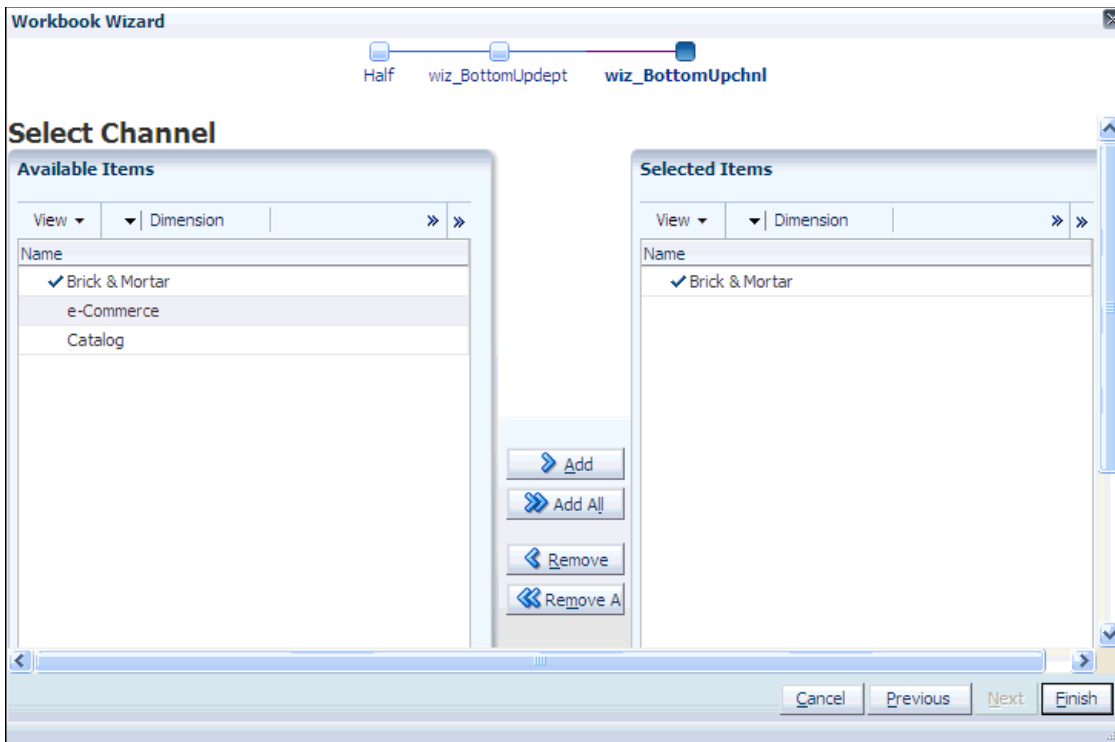 Workbook Wizard
Half wiz_BottomUpdept wiz_BottomUpchnl
Select Channel
Available Items
View Dimension
Name
Brick & Mortar
e-Commerce
Catalog
Add
Add All
Remove
Remove A
Selected Items
View Dimension
Name
Brick & Mortar
Cancel Previous Next Finish